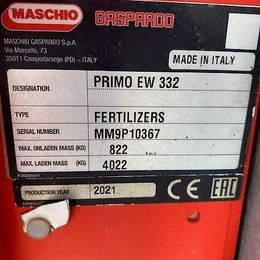 MASCHIO
GASPARDO
MASCHIO GASPARDO S.p.A.
Via Marcello, 73
35011 Campodarsego (PD) - ITALY
MADE IN ITALY
DESIGNATION
PRIMO EW 332
TYPE
FERTILIZERS
SERIAL NUMBER
MM9P10367
MAX. UNLADEN MASS (KG)
822
MAX. LADEN MASS (KG)
4022
PRODUCTION YEAR
2021
CE
EAC